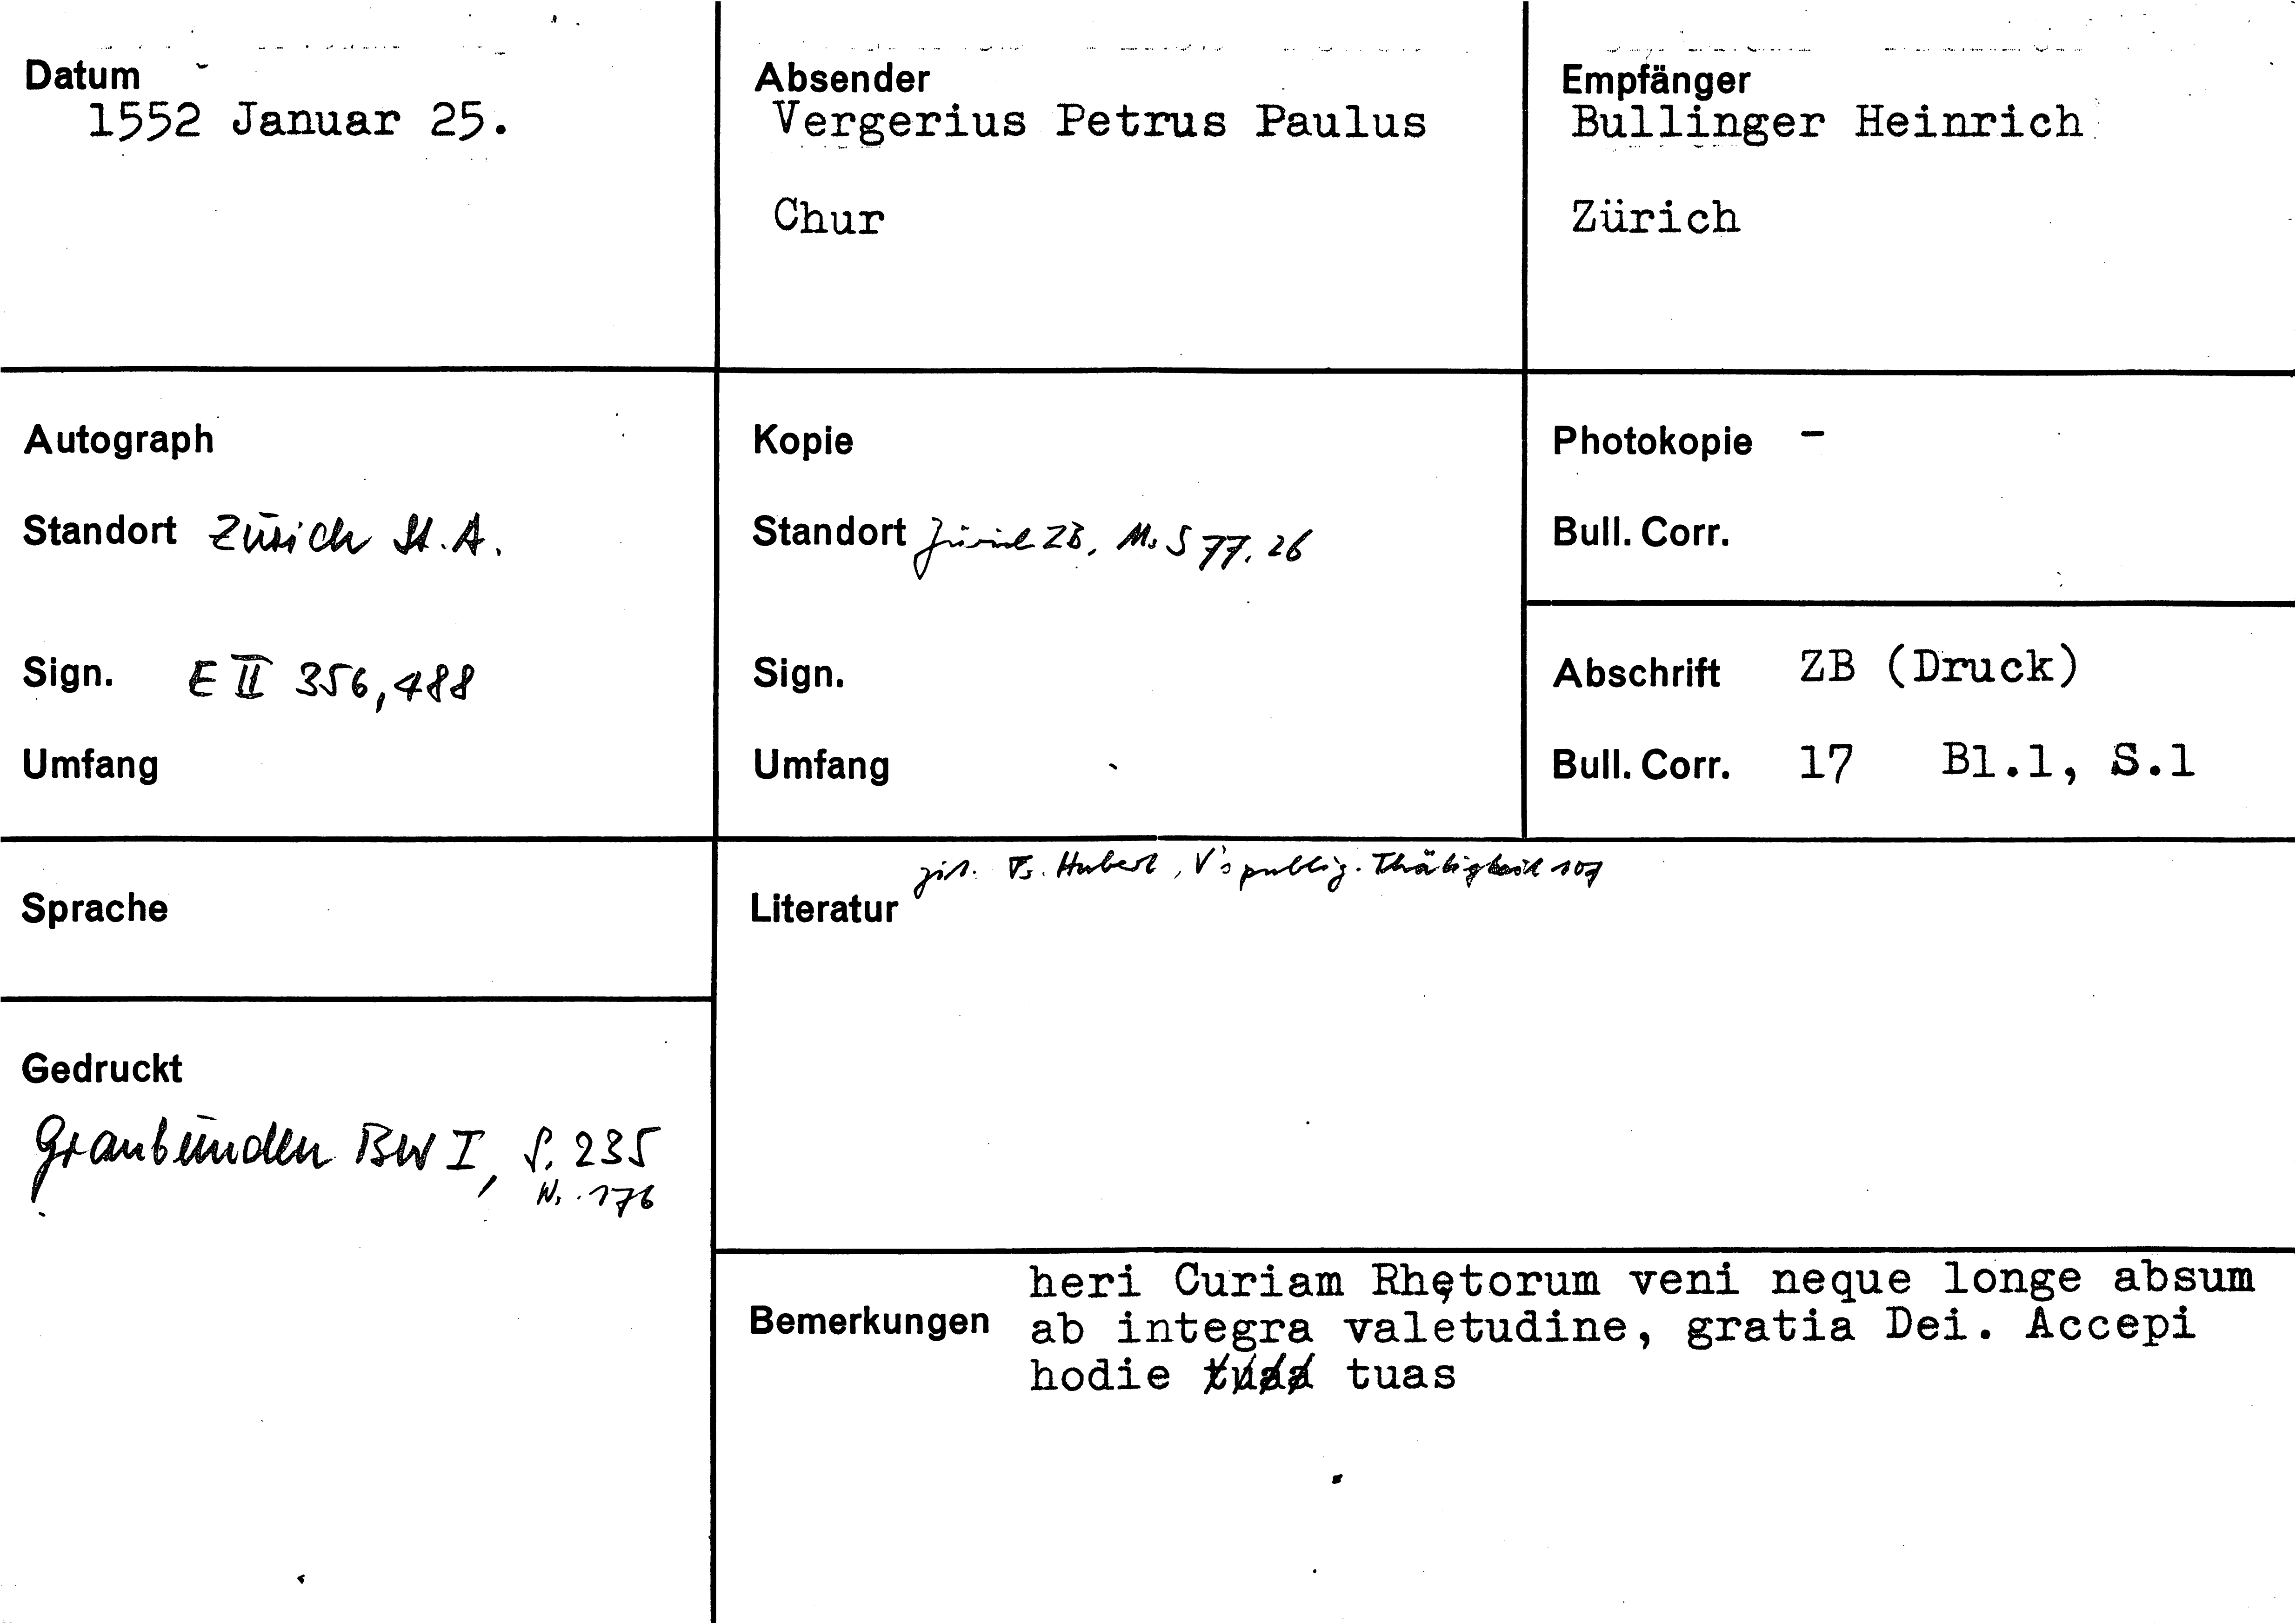 Datum
1552 Januar 25.
Absender
Vergerius Petrus Paulus
Chur
Empfänger
Bullinger Heinrich
Zürich
Autograph
Standort Zürich St. A.
Sign. E II 356, 488
Umfang
Kopie
Standort Zürich ZB, Ms S 77. 26
Sign.
Umfang
Photokopie -
Bull. Corr.
Abschrift ZB (Druck)
Bull. Corr. 17 Bl.1, S.1
Sprache
Gedruckt
Graubünden BW I, S. 235
Nr. 176
zit. Hubert, V's publiz. Thätigkeit 107
Literatur
Bemerkungen
heri Curiam Rhętorum veni neque longe absum
ab integra valetudine, gratia Dei. Accepi
hodie tuas